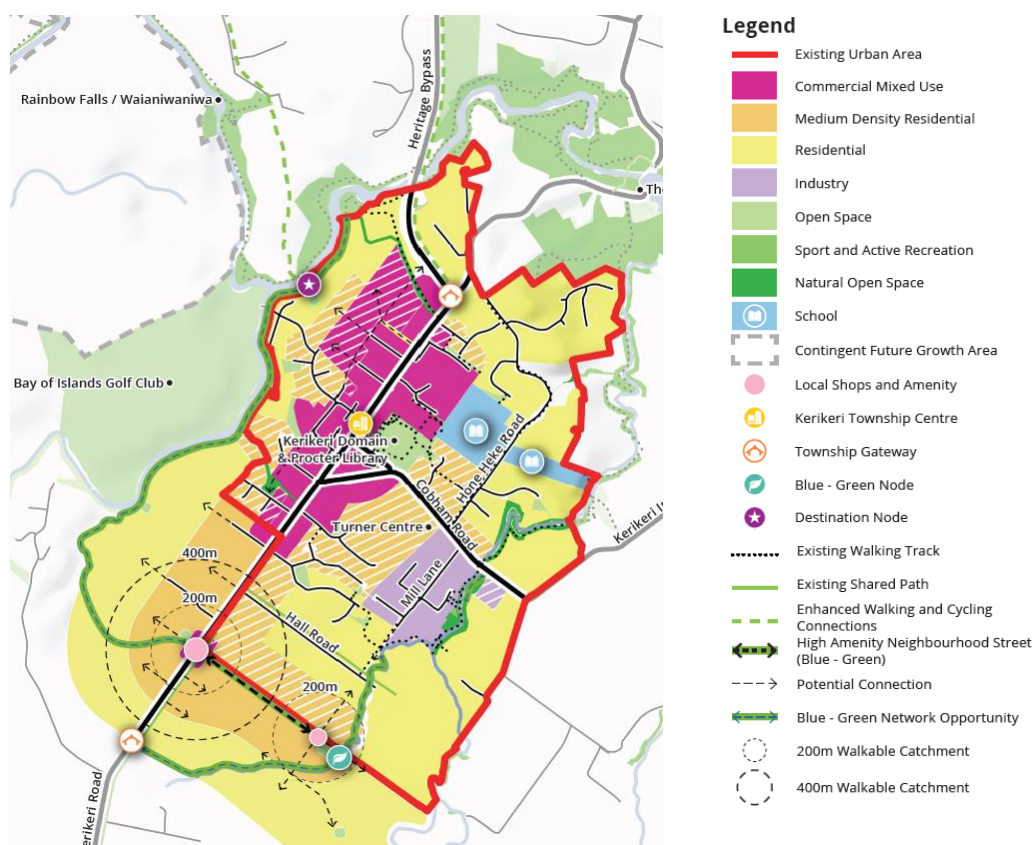 Rainbow Falls / Waianiwaniwa
Heritage Bypass
The
Bay of Islands Golf Club
Kerikeri Domain
& Procter Library
Hone Heke Road
Cobham Road
Turner Centre
Mill Lane
Hall Road
400m
200m
200m
Kerikeri Road
Legend
Existing Urban Area
Commercial Mixed Use
Medium Density Residential
Residential
Industry
Open Space
Sport and Active Recreation
Natural Open Space
School
Contingent Future Growth Area
Local Shops and Amenity
Kerikeri Township Centre
Township Gateway
Blue - Green Node
Destination Node
Existing Walking Track
Existing Shared Path
Enhanced Walking and Cycling
Connections
High Amenity Neighbourhood Street
(Blue - Green)
Potential Connection
Blue - Green Network Opportunity
200m Walkable Catchment
400m Walkable Catchment